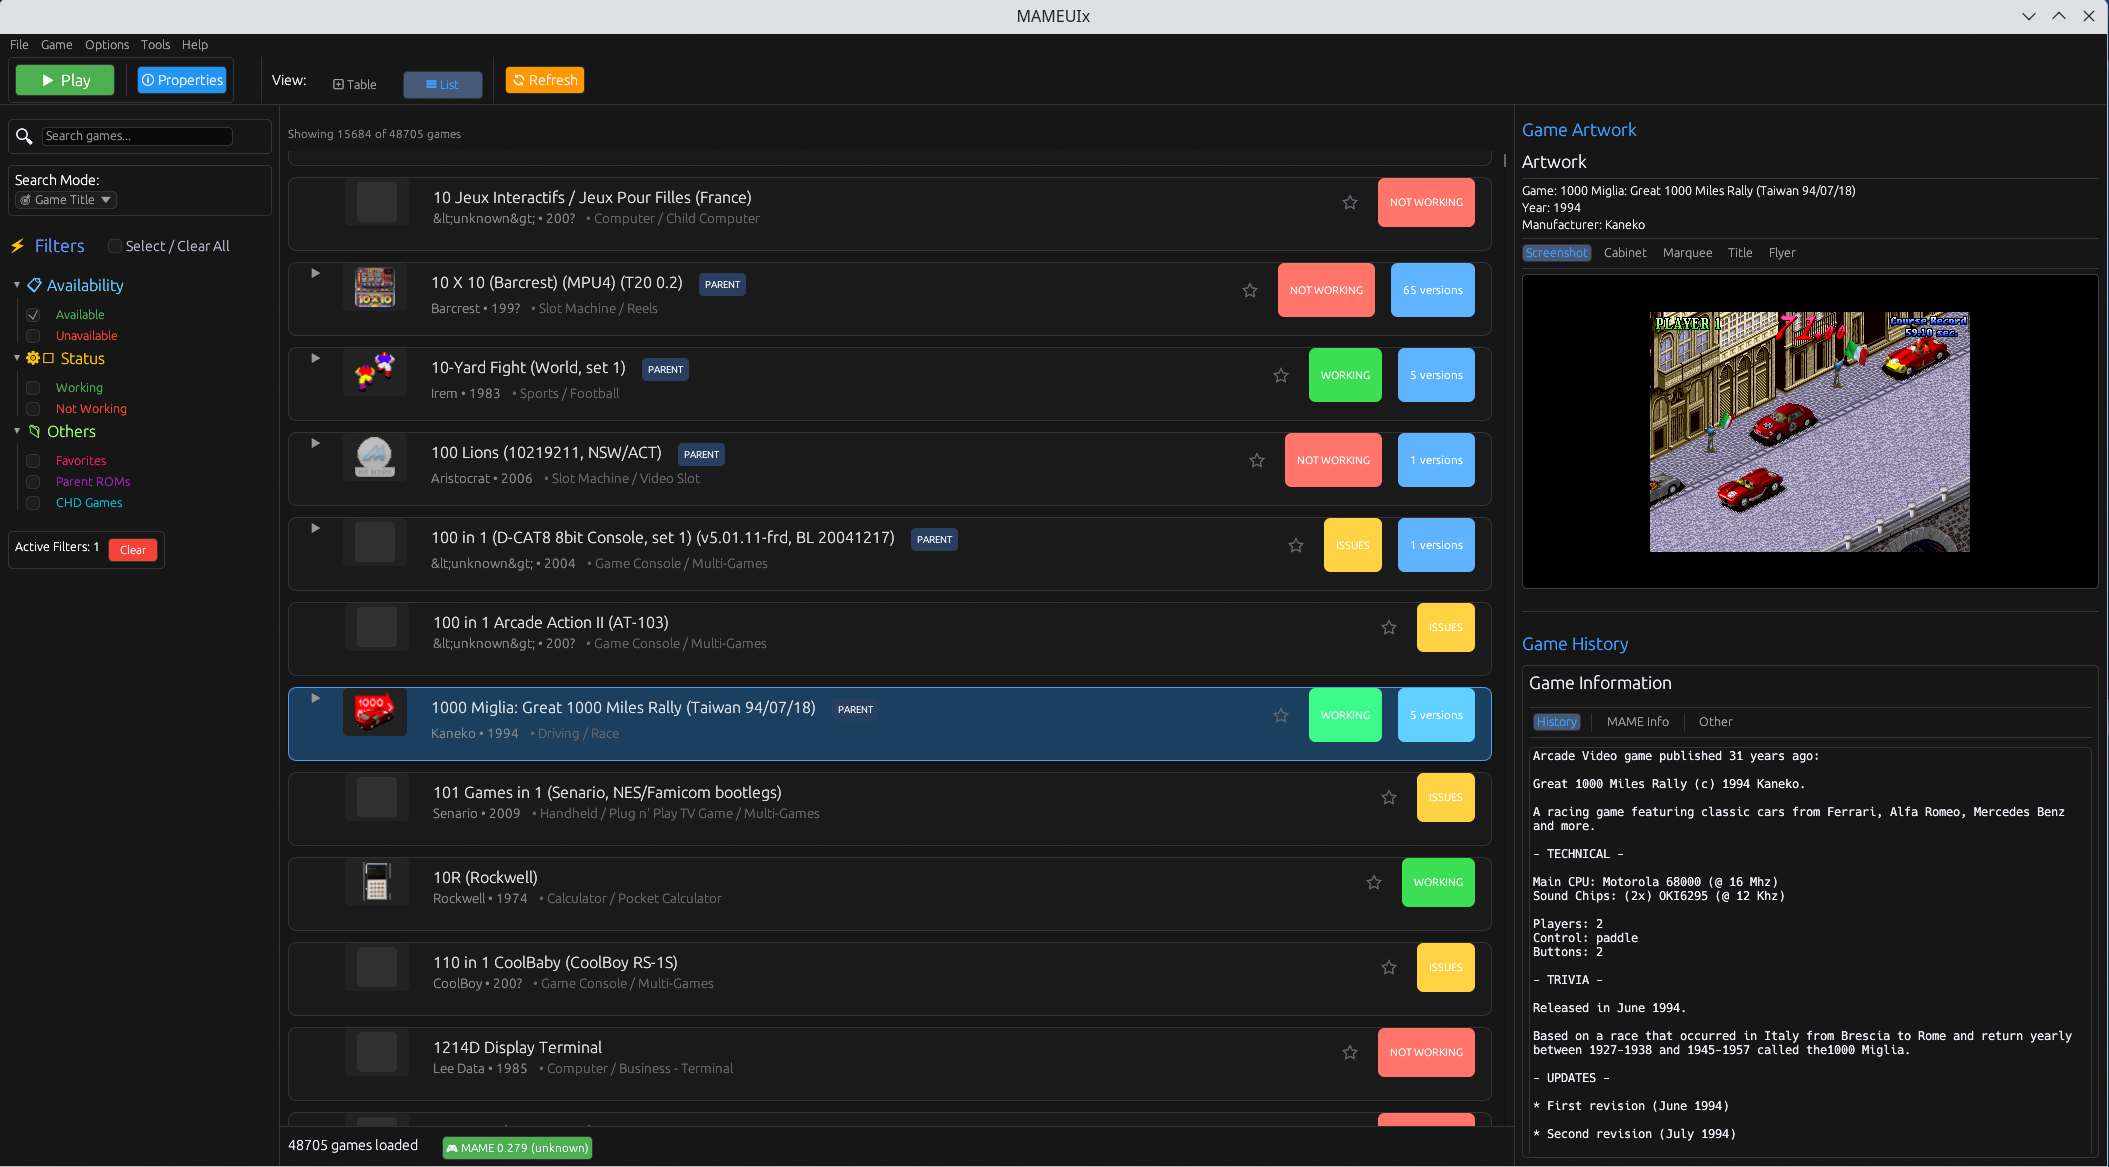 MAMEUIx
File Game Options Tools Help
Play Properties View: Table List Refresh
Search games...
Search Mode:
Game Title
Filters Select / Clear All
Availability
Available
Unavailable
Status
Working
Not Working
Others
Favorites
Parent ROMs
CHD Games
Active Filters: 1 Clear
Showing 15684 of 48705 games
10 Jeux Interactifs / Jeux Pour Filles (France) NOT WORKING
&lt;unknown&gt; • 200? • Computer / Child Computer
10 X 10 (Barcrest) (MPU4) (T20 0.2) PARENT NOT WORKING 65 versions
Barcrest • 199? • Slot Machine / Reels
10-Yard Fight (World, set 1) PARENT WORKING 5 versions
Irem • 1983 • Sports / Football
100 Lions (10219211, NSW/ACT) PARENT NOT WORKING 1 versions
Aristocrat • 2006 • Slot Machine / Video Slot
100 in 1 (D-CAT8 8bit Console, set 1) (v5.01.11-frd, BL 20041217) PARENT ISSUES 1 versions
&lt;unknown&gt; • 2004 • Game Console / Multi-Games
100 in 1 Arcade Action II (AT-103) ISSUES
&lt;unknown&gt; • 200? • Game Console / Multi-Games
1000 Miglia: Great 1000 Miles Rally (Taiwan 94/07/18) PARENT WORKING 5 versions
Kaneko • 1994 • Driving / Race
101 Games in 1 (Senario, NES/Famicom bootlegs) ISSUES
Senario • 2009 • Handheld / Plug n' Play TV Game / Multi-Games
10R (Rockwell) WORKING
Rockwell • 1974 • Calculator / Pocket Calculator
110 in 1 CoolBaby (CoolBoy RS-1S) ISSUES
CoolBoy • 200? • Game Console / Multi-Games
1214D Display Terminal NOT WORKING
Lee Data • 1985 • Computer / Business - Terminal
48705 games loaded MAME 0.279 (unknown)
Game Artwork
Artwork
Game: 1000 Miglia: Great 1000 Miles Rally (Taiwan 94/07/18)
Year: 1994
Manufacturer: Kaneko
Screenshot Cabinet Marquee Title Flyer
PLAYER 1 Course Record
59.10 sec.
Game History
Game Information
History MAME Info Other
Arcade Video game published 31 years ago:
Great 1000 Miles Rally (c) 1994 Kaneko.
A racing game featuring classic cars from Ferrari, Alfa Romeo, Mercedes Benz
and more.
- TECHNICAL -
Main CPU: Motorola 68000 (@ 16 Mhz)
Sound Chips: (2x) OKI6295 (@ 12 Khz)
Players: 2
Control: paddle
Buttons: 2
- TRIVIA -
Released in June 1994.
Based on a race that occurred in Italy from Brescia to Rome and return yearly
between 1927-1938 and 1945-1957 called the1000 Miglia.
- UPDATES -
* First revision (June 1994)
* Second revision (July 1994)